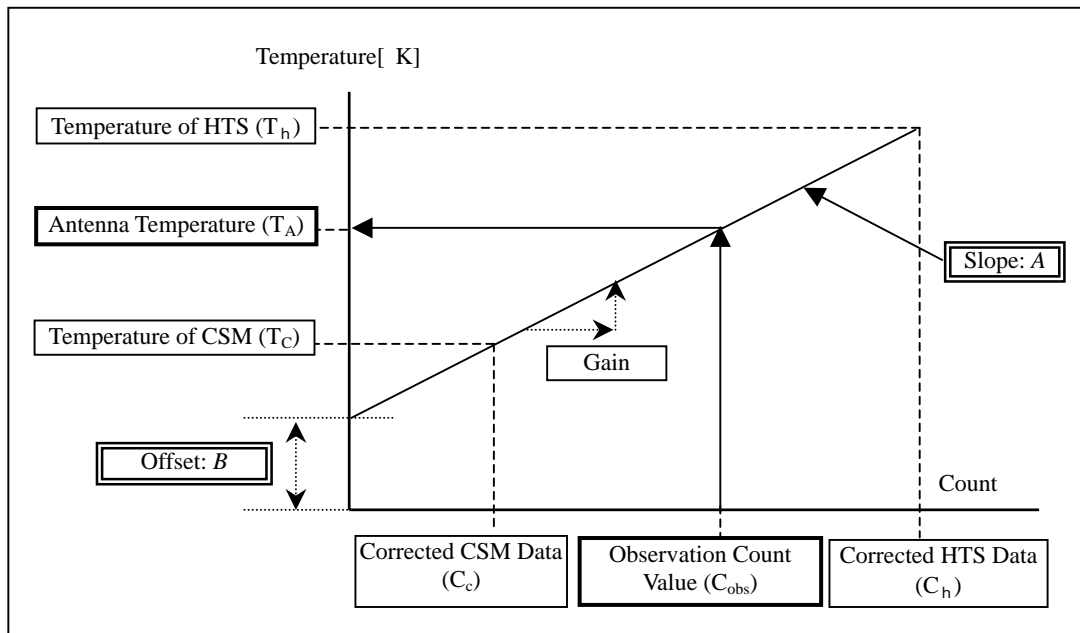 Temperature[ K]
Temperature of HTS (Th)
Antenna Temperature (TA)
Slope: A
Temperature of CSM (TC)
Gain
Offset: B
Count
Corrected CSM Data
(Cc)
Observation Count
Value (Cobs)
Corrected HTS Data
(Ch)